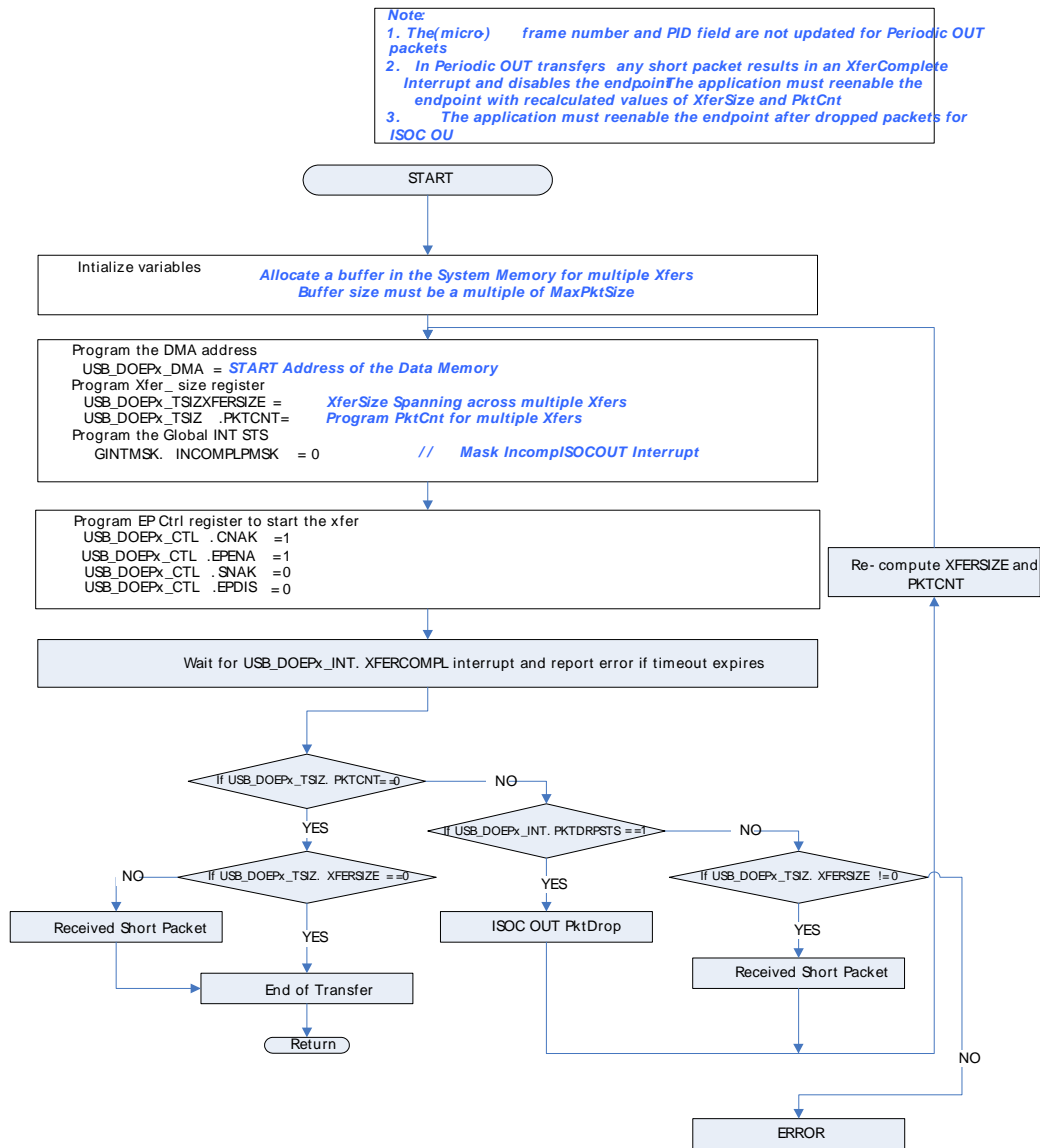 Note:
1. The(micro-) frame number and PID field are not updated for Periodic OUT
packets
2. In Periodic OUT transfers any short packet results in an XferComplete
Interrupt and disables the endpoint.The application must reenable the
endpoint with recalculated values of XferSize and PktCnt
3. The application must reenable the endpoint after dropped packets for
ISOC OU
START
Intialize variables
Allocate a buffer in the System Memory for multiple Xfers
Buffer size must be a multiple of MaxPktSize
Program the DMA address
USB_DOEPx_DMA = START Address of the Data Memory
Program Xfer_ size register
USB_DOEPx_TSIZXFERSIZE = XferSize Spanning across multiple Xfers
USB_DOEPx_TSIZ .PKTCNT= Program PktCnt for multiple Xfers
Program the Global INT STS
GINTMSK. INCOMPLPMSK = 0 // Mask IncompISOCOUT Interrupt
Program EP Ctrl register to start the xfer
USB_DOEPx_CTL .CNAK =1
USB_DOEPx_CTL .EPENA =1
USB_DOEPx_CTL .SNAK =0
USB_DOEPx_CTL .EPDIS =0
Re- compute XFERSIZE and
PKTCNT
Wait for USB_DOEPx_INT. XFERCOMPL interrupt and report error if timeout expires
If USB_DOEPx_TSIZ. PKTCNT==0
NO
YES
If USB_DOEPx_INT. PKTDRPSTS ==1
NO
NO
If USB_DOEPx_TSIZ. XFERSIZE ==0
YES
If USB_DOEPx_TSIZ. XFERSIZE !=0
Received Short Packet
YES
ISOC OUT PktDrop
YES
End of Transfer
Received Short Packet
Return
NO
ERROR